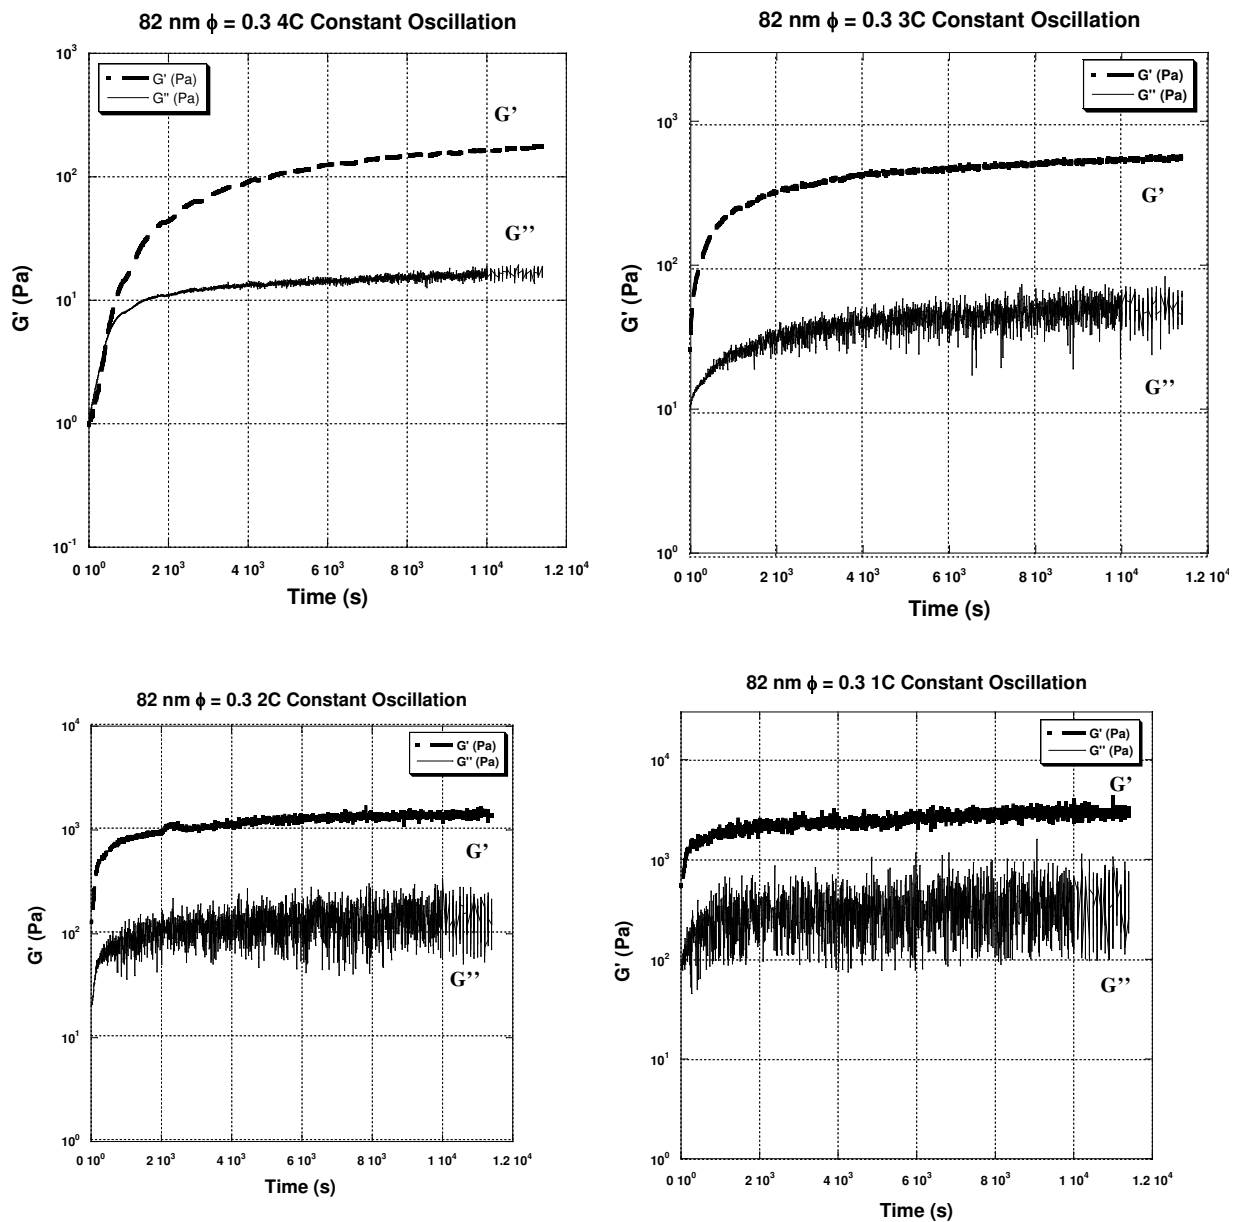 82 nm ϕ = 0.3 4C Constant Oscillation
10³
G' (Pa)
G'' (Pa)
G’
10²
G’’
G' (Pa)
10¹
10⁰
10⁻¹
0 10⁰ 2 10³ 4 10³ 6 10³ 8 10³ 1 10⁴ 1.2 10⁴
Time (s)
82 nm ϕ = 0.3 3C Constant Oscillation
G' (Pa)
G'' (Pa)
10³
G’
10²
G' (Pa)
G’’
10¹
10⁰
0 10⁰ 2 10³ 4 10³ 6 10³ 8 10³ 1 10⁴ 1.2 10⁴
Time (s)
82 nm ϕ = 0.3 2C Constant Oscillation
10⁴
G' (Pa)
G'' (Pa)
10³
G’
10²
G' (Pa)
G’’
10¹
10⁰
0 10⁰ 2 10³ 4 10³ 6 10³ 8 10³ 1 10⁴ 1.2 10⁴
Time (s)
82 nm ϕ = 0.3 1C Constant Oscillation
G' (Pa)
G'' (Pa)
10⁴
G’
10³
G' (Pa)
10²
G’’
10¹
10⁰
0 10⁰ 2 10³ 4 10³ 6 10³ 8 10³ 1 10⁴ 1.2 10⁴
Time (s)